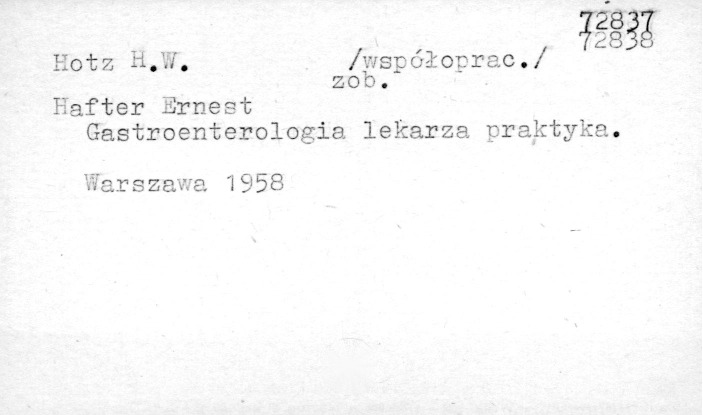 72837
72838
Hotz H.W. /współoprac./
zob.
Hafter Ernest
Gastroenterologia lekarza praktyka.
Warszawa 1958